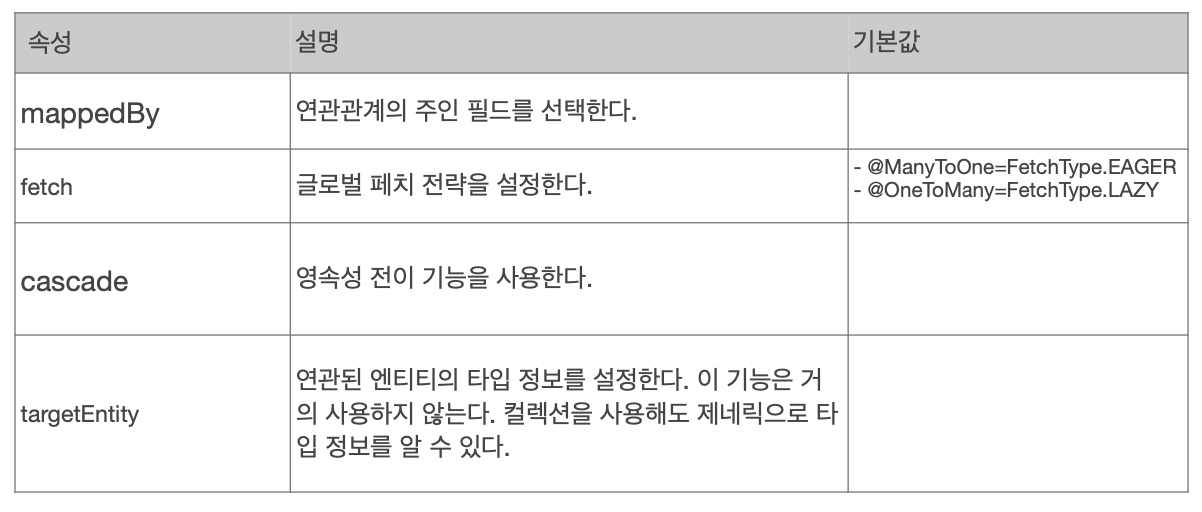 속성 설명 기본값
mappedBy 연관관계의 주인 필드를 선택한다.
fetch 글로벌 페치 전략을 설정한다. - @ManyToOne=FetchType.EAGER
- @OneToMany=FetchType.LAZY
cascade 영속성 전이 기능을 사용한다.
targetEntity 연관된 엔티티의 타입 정보를 설정한다. 이 기능은 거
의 사용하지 않는다. 컬렉션을 사용해도 제네릭으로 타
입 정보를 알 수 있다.